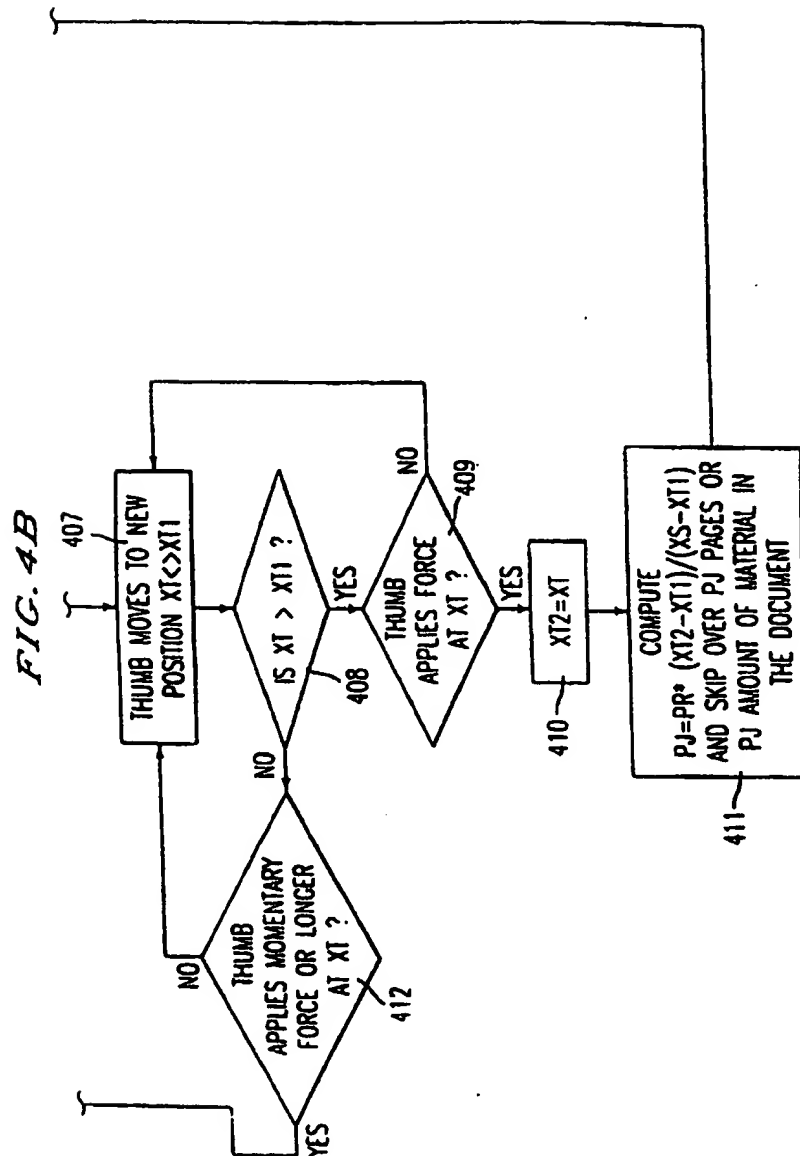 FIG. 4B
407
THUMB MOVES TO NEW
POSITION XT<>XT1
IS XT > XT1 ?
408
NO
YES
THUMB
APPLIES MOMENTARY
FORCE OR LONGER
AT XT ?
412
NO
YES
THUMB
APPLIES FORCE
AT XT ?
409
NO
YES
XT2=XT
410
COMPUTE
PJ=PR* (XT2-XT1)/(XS-XT1)
AND SKIP OVER PJ PAGES OR
PJ AMOUNT OF MATERIAL IN
THE DOCUMENT
411